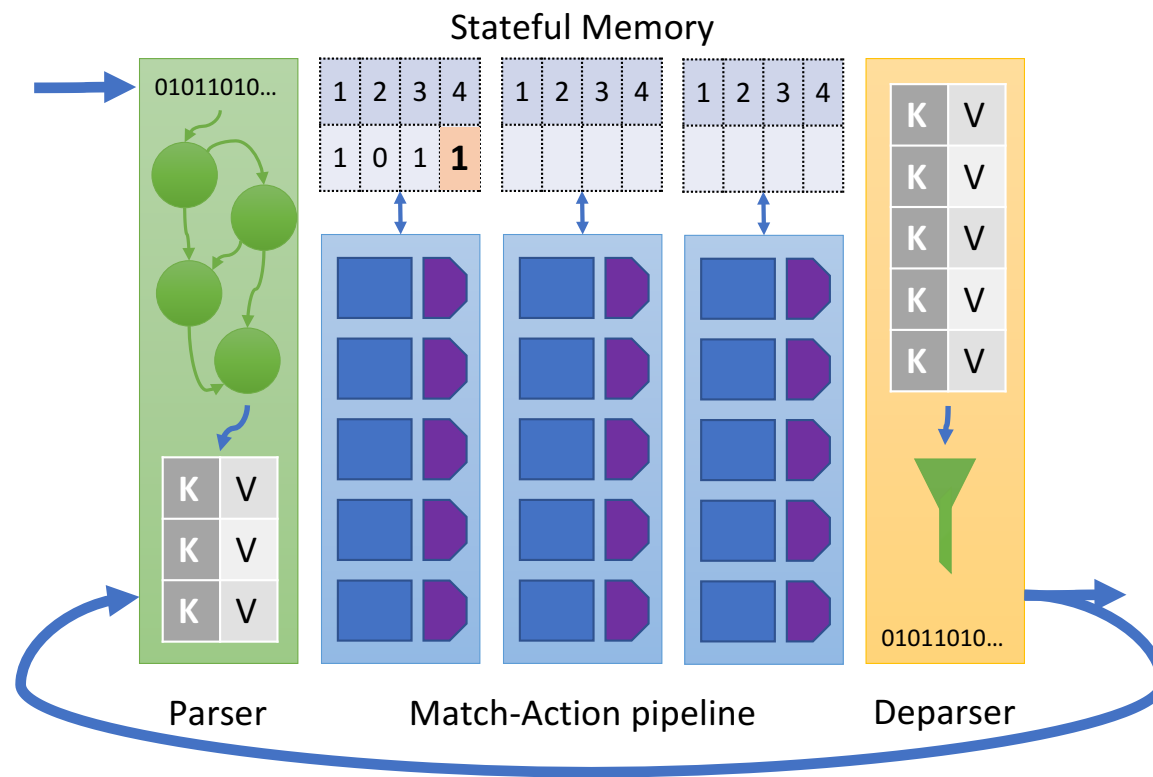 Stateful Memory
01011010...
1 2 3 4
1 0 1 1
1 2 3 4
1 2 3 4
K V
K V
K V
K V
K V
K V
K V
K V
01011010...
Parser
Match-Action pipeline
Deparser